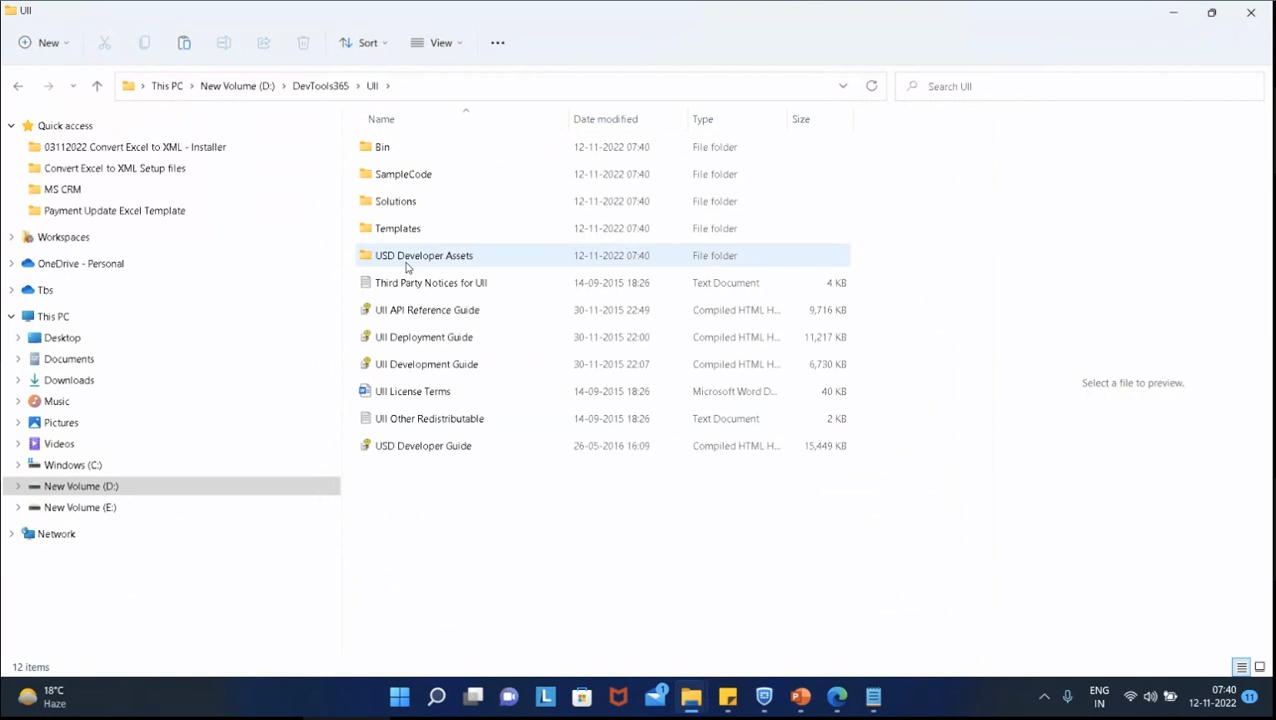 UII
New
Sort
View
This PC > New Volume (D:) > DevTools365 > UII >
Search UII
Name Date modified Type Size
Quick access
03112022 Convert Excel to XML - Installer
Convert Excel to XML Setup files
MS CRM
Payment Update Excel Template
Workspaces
OneDrive - Personal
Tbs
This PC
Desktop
Documents
Downloads
Music
Pictures
Videos
Windows (C:)
New Volume (D:)
New Volume (E:)
Network
Bin 12-11-2022 07:40 File folder
SampleCode 12-11-2022 07:40 File folder
Solutions 12-11-2022 07:40 File folder
Templates 12-11-2022 07:40 File folder
USD Developer Assets 12-11-2022 07:40 File folder
Third Party Notices for UII 14-09-2015 18:26 Text Document 4 KB
UII API Reference Guide 30-11-2015 22:49 Compiled HTML H... 9,716 KB
UII Deployment Guide 30-11-2015 22:00 Compiled HTML H... 11,217 KB
UII Development Guide 30-11-2015 22:07 Compiled HTML H... 6,730 KB
UII License Terms 14-09-2015 18:26 Microsoft Word D... 40 KB
UII Other Redistributable 14-09-2015 18:26 Text Document 2 KB
USD Developer Guide 26-05-2016 16:09 Compiled HTML H... 15,449 KB
Select a file to preview.
12 items
18°C
Haze
L
1
ENG
IN
07:40
12-11-2022
11